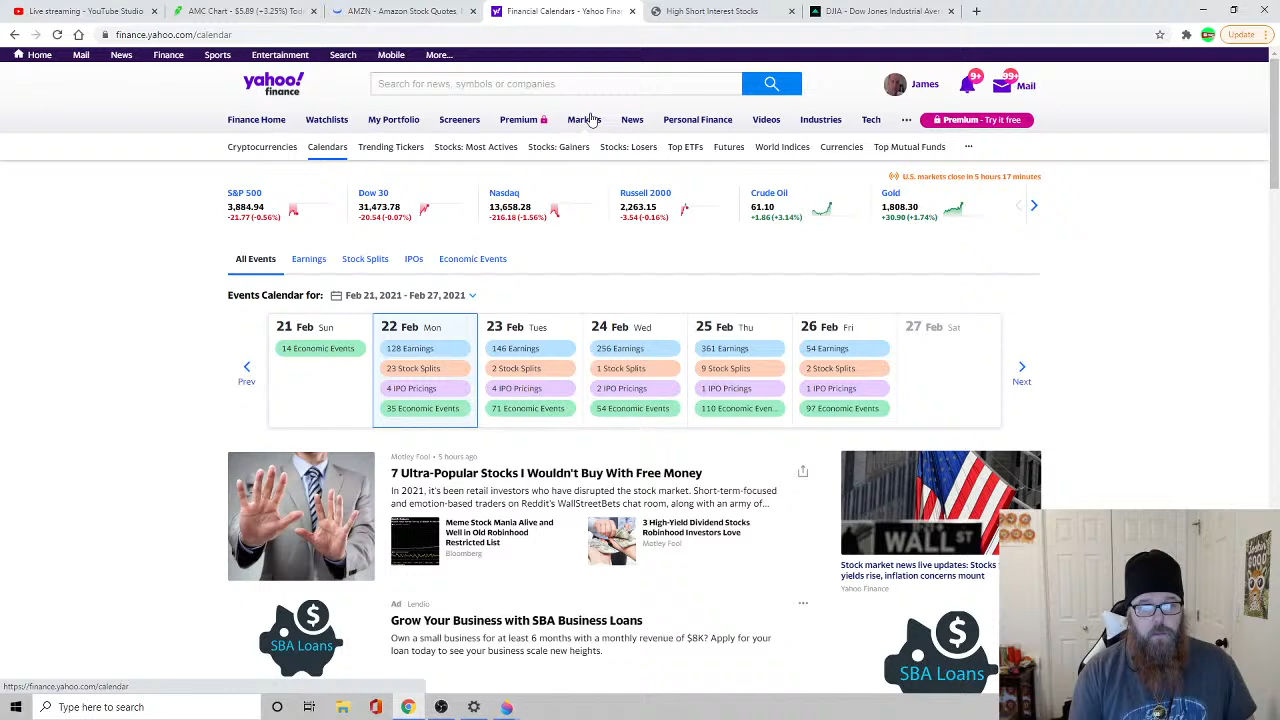 Live streaming - YouTube Studio
AMC Chart - $5.89 (+3.25%) Toda
AMZN - Amazon Stock Quotes
Financial Calendars - Yahoo Fina
High Short Interest Stocks
DJIA - Dow Jones Industrial Aver
finance.yahoo.com/calendar
Update
Home
Mail
News
Finance
Sports
Entertainment
Search
Mobile
More...
yahoo!
finance
Search for news, symbols or companies
James
9+
99+
Mail
Finance Home
Watchlists
My Portfolio
Screeners
Premium
Markets
News
Personal Finance
Videos
Industries
Tech
Premium - Try it free
Cryptocurrencies
Calendars
Trending Tickers
Stocks: Most Actives
Stocks: Gainers
Stocks: Losers
Top ETFs
Futures
World Indices
Currencies
Top Mutual Funds
U.S. markets close in 5 hours 17 minutes
S&P 500
3,884.94
-21.77 (-0.56%)
Dow 30
31,473.78
-20.54 (-0.07%)
Nasdaq
13,658.28
-216.18 (-1.56%)
Russell 2000
2,263.15
-3.54 (-0.16%)
Crude Oil
61.10
+1.86 (+3.14%)
Gold
1,808.30
+30.90 (+1.74%)
All Events
Earnings
Stock Splits
IPOs
Economic Events
Events Calendar for: Feb 21, 2021 - Feb 27, 2021
Prev
21 Feb Sun
14 Economic Events
22 Feb Mon
128 Earnings
23 Stock Splits
4 IPO Pricings
35 Economic Events
23 Feb Tues
146 Earnings
2 Stock Splits
4 IPO Pricings
71 Economic Events
24 Feb Wed
256 Earnings
1 Stock Splits
2 IPO Pricings
54 Economic Events
25 Feb Thu
361 Earnings
9 Stock Splits
1 IPO Pricings
110 Economic Even...
26 Feb Fri
54 Earnings
2 Stock Splits
1 IPO Pricings
97 Economic Events
27 Feb Sat
Next
Motley Fool • 5 hours ago
7 Ultra-Popular Stocks I Wouldn't Buy With Free Money
In 2021, it's been retail investors who have disrupted the stock market. Short-term-focused
and emotion-based traders on Reddit's WallStreetBets chat room, along with an army of...
Meme Stock Mania Alive and
Well in Old Robinhood
Restricted List
Bloomberg
3 High-Yield Dividend Stocks
Robinhood Investors Love
Motley Fool
WALL ST
Stock market news live updates: Stocks
yields rise, inflation concerns mount
Yahoo Finance
Ad Lendio
Grow Your Business with SBA Business Loans
Own a small business for at least 6 months with a monthly revenue of $8K? Apply for your
loan today to see your business scale new heights.
$
SBA Loans
$
SBA Loans
https://finance.yahoo.com/calendar
Type here to search